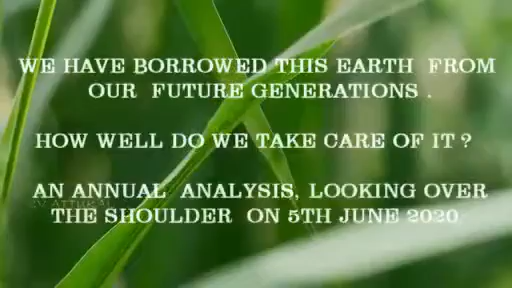 WE HAVE BORROWED THIS EARTH FROM
OUR FUTURE GENERATIONS .
HOW WELL DO WE TAKE CARE OF IT ?
AN ANNUAL ANALYSIS, LOOKING OVER
THE SHOULDER ON 5TH JUNE 2020